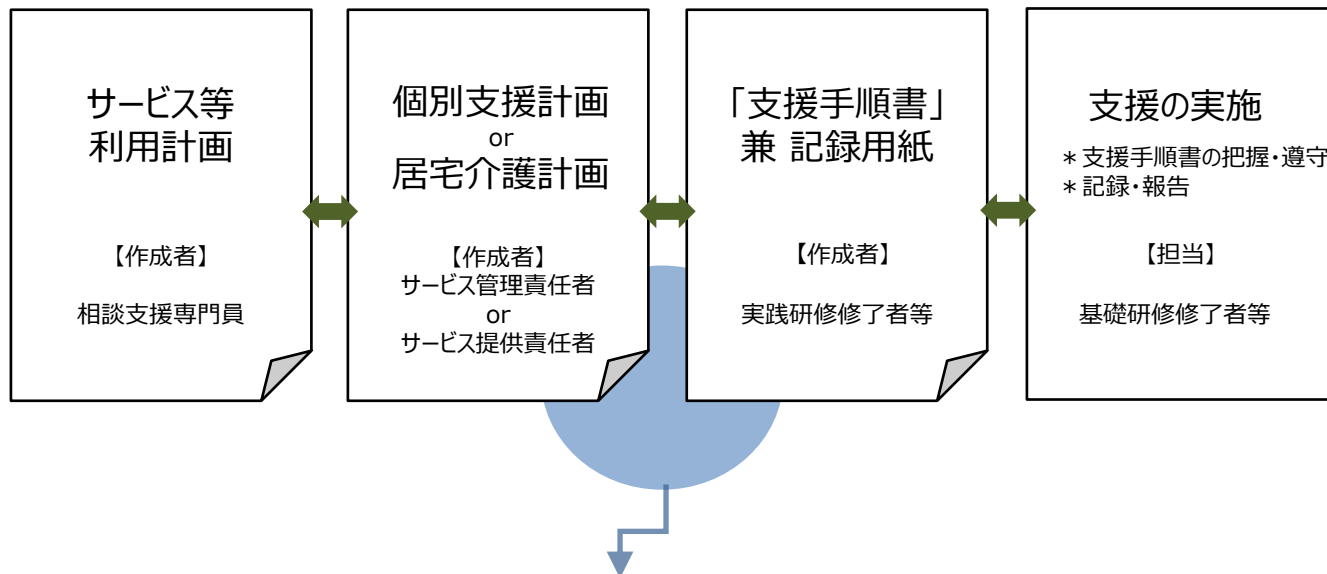 サービス等
利用計画
【作成者】
相談支援専門員
個別支援計画
or
居宅介護計画
【作成者】
サービス管理責任者
or
サービス提供責任者
「支援手順書」
兼 記録用紙
【作成者】
実践研修修了者等
支援の実施
＊支援手順書の把握・遵守
＊記録・報告
【担当】
基礎研修修了者等